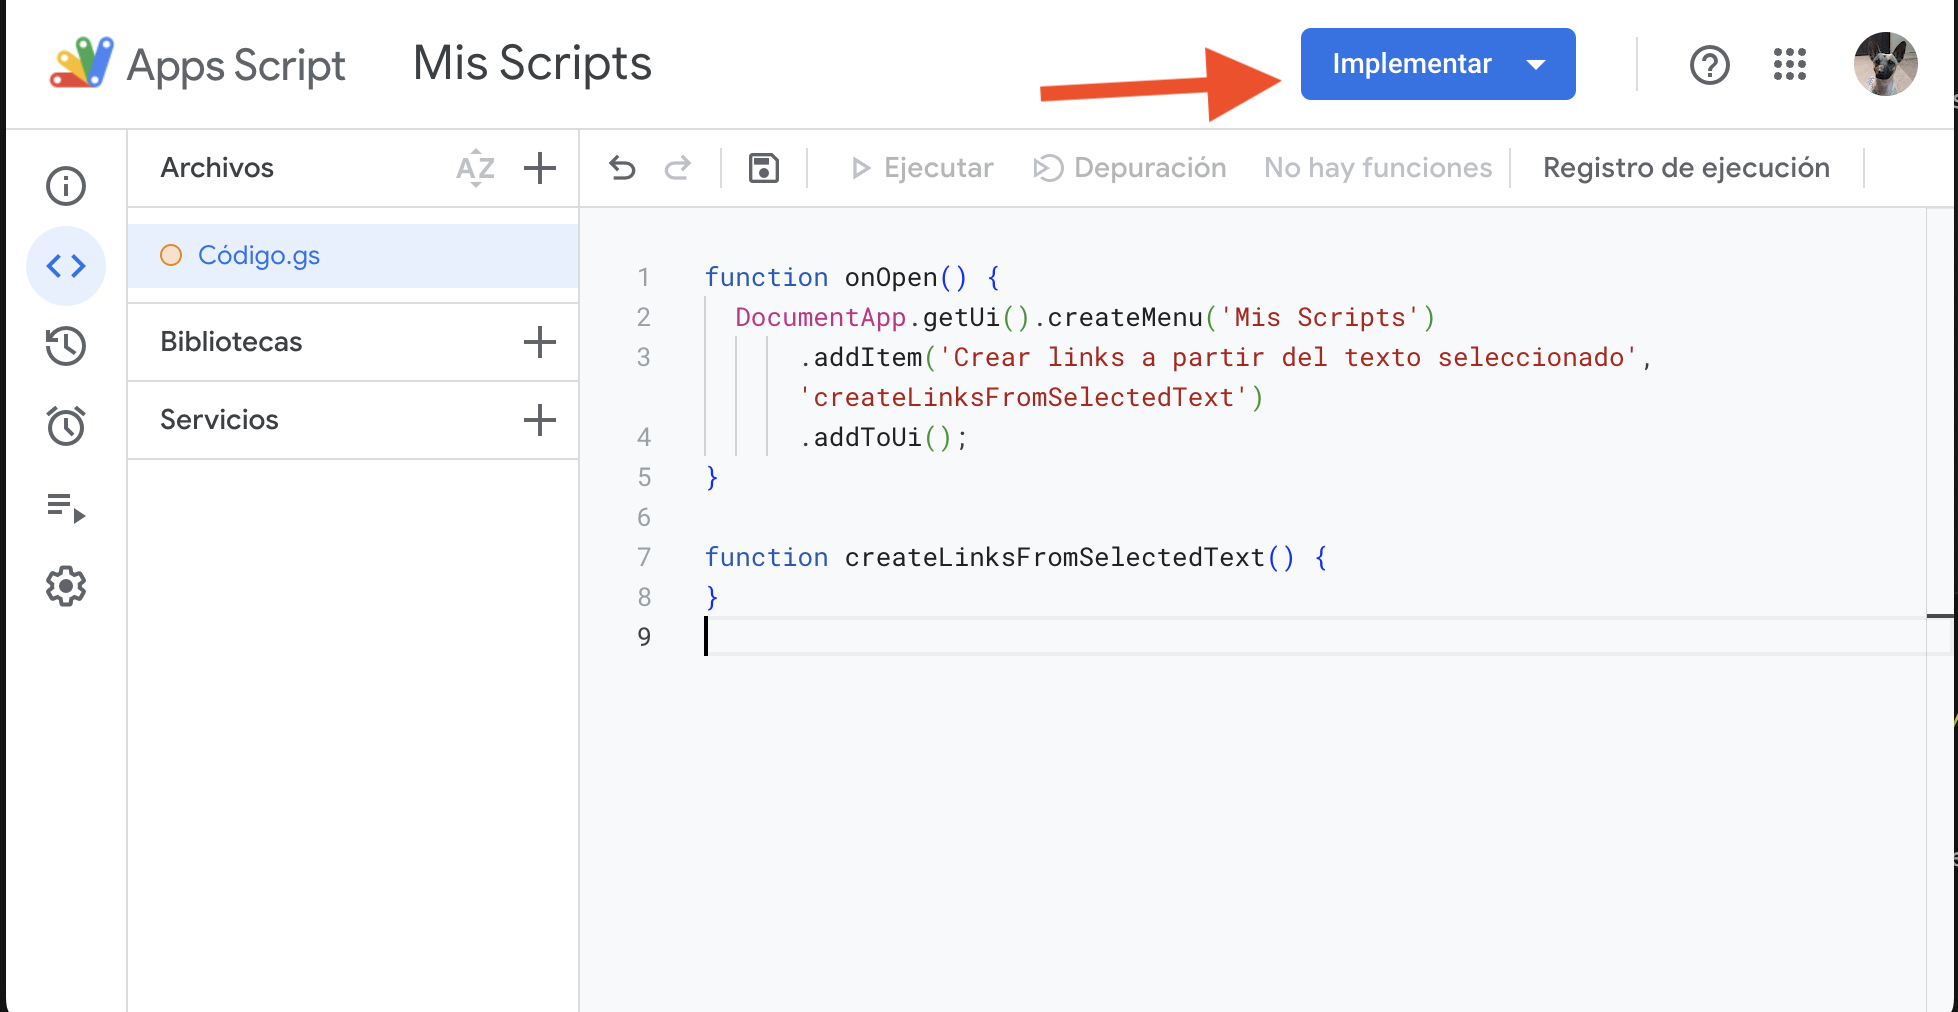 Apps Script
Mis Scripts
Implementar
Archivos
AZ
Ejecutar
Depuración
No hay funciones
Registro de ejecución
Código.gs
Bibliotecas
Servicios
1 function onOpen() {
2 DocumentApp.getUi().createMenu('Mis Scripts')
3 .addItem('Crear links a partir del texto seleccionado',
'createLinksFromSelectedText')
4 .addToUi();
5 }
6
7 function createLinksFromSelectedText() {
8 }
9